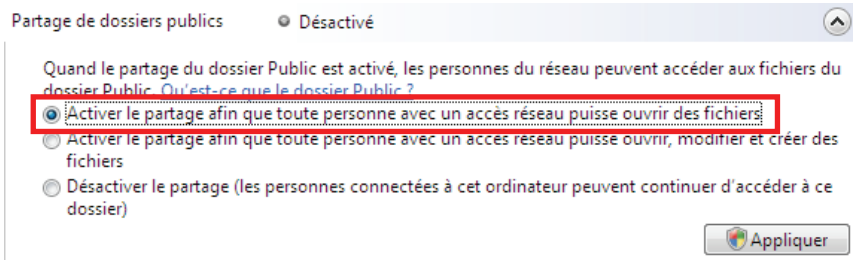 Partage de dossiers publics Désactivé
Quand le partage du dossier Public est activé, les personnes du réseau peuvent accéder aux fichiers du
dossier Public. Qu'est-ce que le dossier Public ?
Activer le partage afin que toute personne avec un accès réseau puisse ouvrir des fichiers
Activer le partage afin que toute personne avec un accès réseau puisse ouvrir, modifier et créer des
fichiers
Désactiver le partage (les personnes connectées à cet ordinateur peuvent continuer d'accéder à ce
dossier)
Appliquer